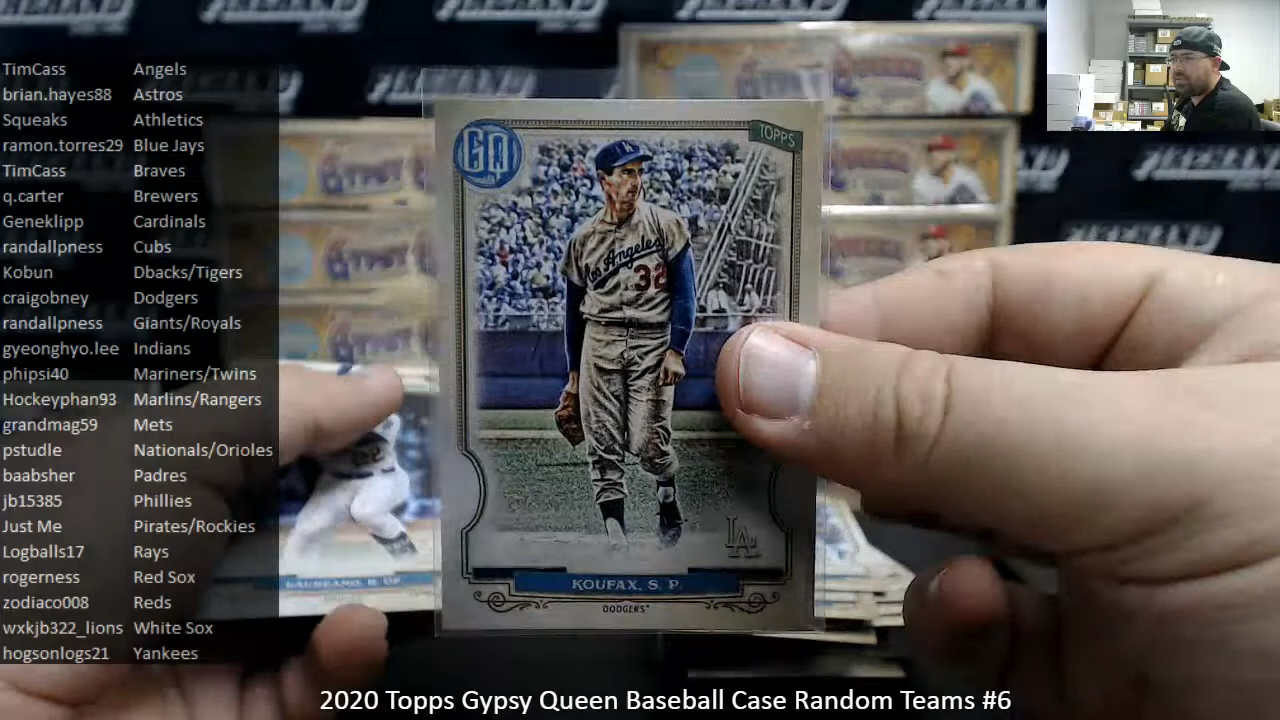 TimCass Angels
brian.hayes88 Astros
Squeaks Athletics
ramon.torres29 Blue Jays
TimCass Braves
q.carter Brewers
Geneklipp Cardinals
randallpness Cubs
Kobun Dbacks/Tigers
craigobney Dodgers
randallpness Giants/Royals
gyeonghyo.lee Indians
phipsi40 Mariners/Twins
Hockeyphan93 Marlins/Rangers
grandmag59 Mets
pstudle Nationals/Orioles
baabsher Padres
jb15385 Phillies
Just Me Pirates/Rockies
Logballs17 Rays
rogerness Red Sox
zodiaco008 Reds
wxkjb322_lions White Sox
hogsonlogs21 Yankees
GQ
TOPPS
Los Angeles
32
LA
KOUFAX, S. P.
DODGERS
2020 Topps Gypsy Queen Baseball Case Random Teams #6